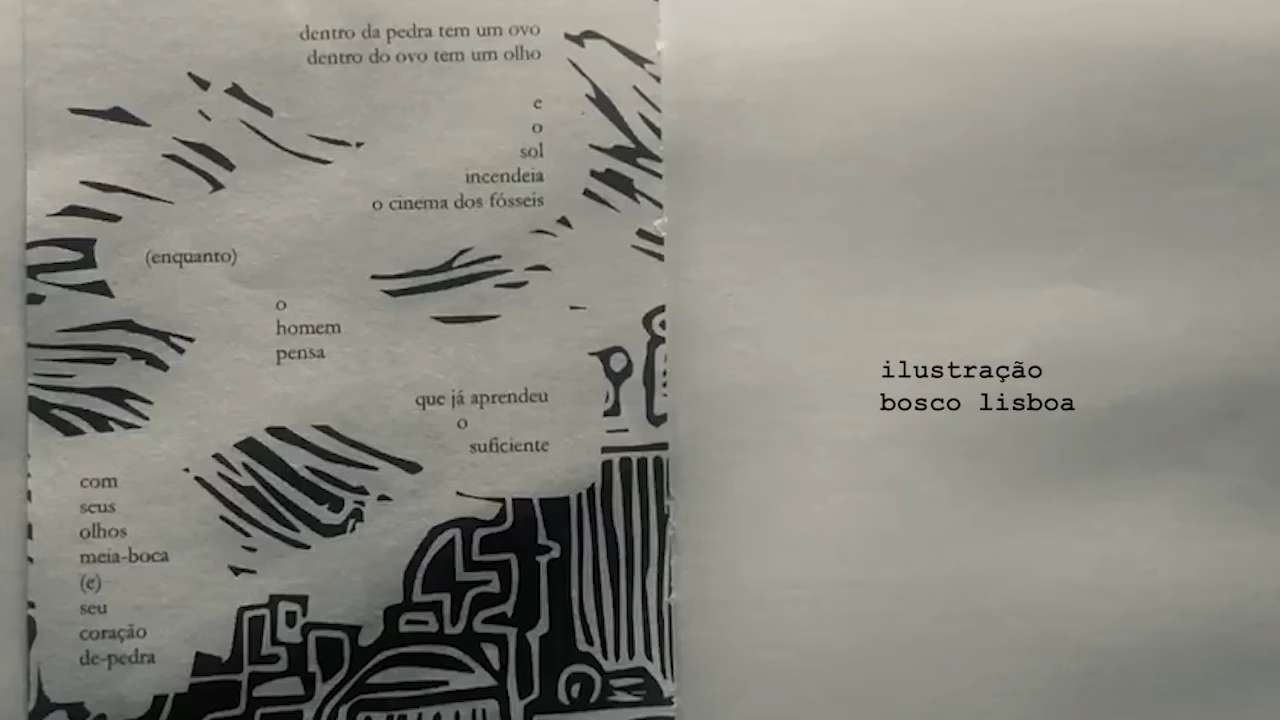 dentro da pedra tem um ovo
dentro do ovo tem um olho
e
o
sol
incendeia
o cinema dos fósseis
(enquanto)
o
homem
pensa
que já aprendeu
o
suficiente
com
seus
olhos
meia-boca
(e)
seu
coração
de-pedra
ilustração
bosco lisboa